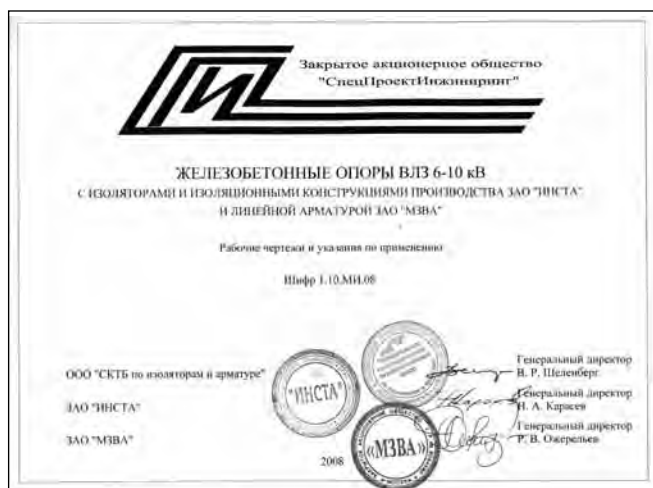 Закрытое акционерное общество
"СпецПроектИнжиниринг"
ЖЕЛЕЗОБЕТОННЫЕ ОПОРЫ ВЛЗ 6-10 кВ
С ИЗОЛЯТОРАМИ И ИЗОЛЯЦИОННЫМИ КОНСТРУКЦИЯМИ ПРОИЗВОДСТВА ЗАО "ИНСТА"
И ЛИНЕЙНОЙ АРМАТУРОЙ ЗАО "МЗВА"
Рабочие чертежи и указания по применению
Шифр 1.10.МИ.08
ООО "СКТБ по изоляторам и арматуре"
Генеральный директор
В. Р. Шеленберг
ЗАО "ИНСТА"
Генеральный директор
Н. А. Карасев
ЗАО "МЗВА"
Генеральный директор
Р. В. Ожерельев
"ИНСТА"
«МЗВА»
2008